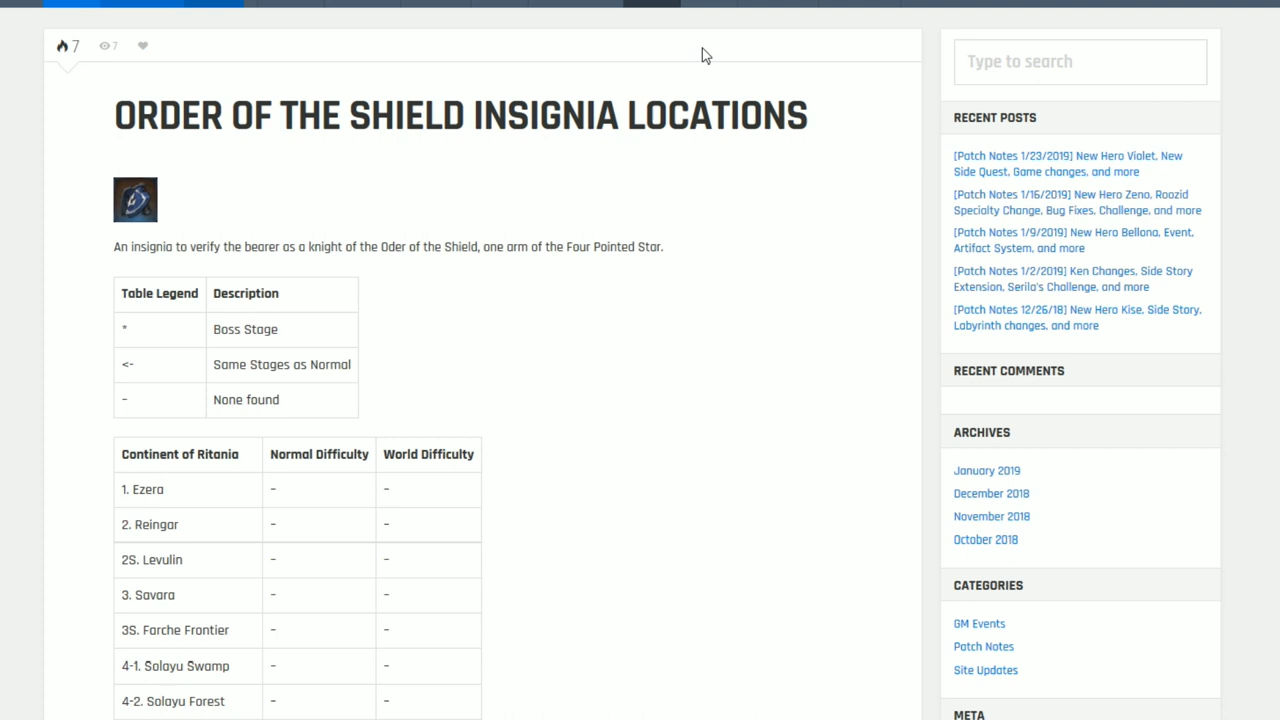 7 7
ORDER OF THE SHIELD INSIGNIA LOCATIONS
An insignia to verify the bearer as a knight of the Oder of the Shield, one arm of the Four Pointed Star.
Table Legend Description
* Boss Stage
<- Same Stages as Normal
- None found
Continent of Ritania Normal Difficulty World Difficulty
1. Ezera - -
2. Reingar - -
2S. Levulin - -
3. Savara - -
3S. Farche Frontier - -
4-1. Solayu Swamp - -
4-2. Solayu Forest - -
Type to search
RECENT POSTS
[Patch Notes 1/23/2019] New Hero Violet, New
Side Quest, Game changes, and more
[Patch Notes 1/16/2019] New Hero Zeno, Roozid
Specialty Change, Bug Fixes, Challenge, and more
[Patch Notes 1/9/2019] New Hero Bellona, Event,
Artifact System, and more
[Patch Notes 1/2/2019] Ken Changes, Side Story
Extension, Serila's Challenge, and more
[Patch Notes 12/26/18] New Hero Kise, Side Story,
Labyrinth changes, and more
RECENT COMMENTS
ARCHIVES
January 2019
December 2018
November 2018
October 2018
CATEGORIES
GM Events
Patch Notes
Site Updates
META